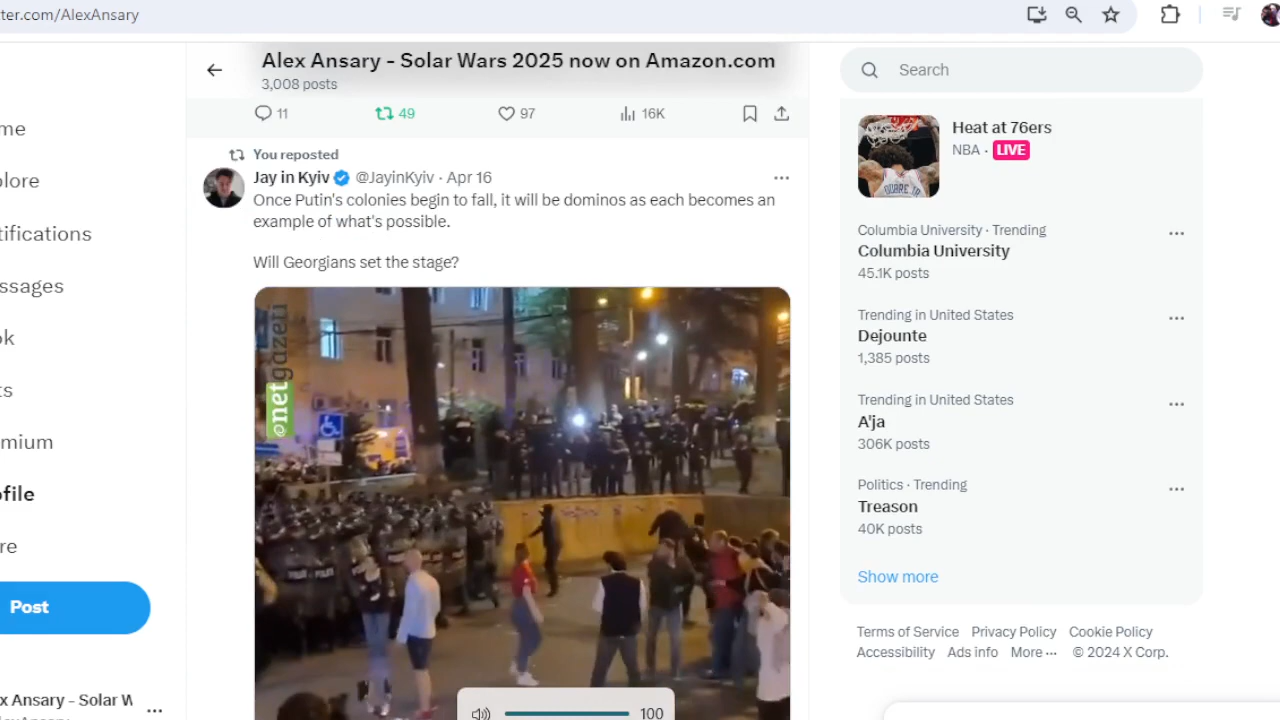 ter.com/AlexAnsary
me
plore
tifications
ssages
ok
ts
mium
ofile
re
Post
x Ansary - Solar W
Alex Ansary - Solar Wars 2025 now on Amazon.com
3,008 posts
11
49
97
16K
You reposted
Jay in Kyiv @JayinKyiv · Apr 16
Once Putin's colonies begin to fall, it will be dominos as each becomes an
example of what's possible.
Will Georgians set the stage?
netgazeti
100
Search
Heat at 76ers
NBA · LIVE
Columbia University · Trending
Columbia University
45.1K posts
Trending in United States
Dejounte
1,385 posts
Trending in United States
A'ja
306K posts
Politics · Trending
Treason
40K posts
Show more
Terms of Service Privacy Policy Cookie Policy
Accessibility Ads info More ··· © 2024 X Corp.